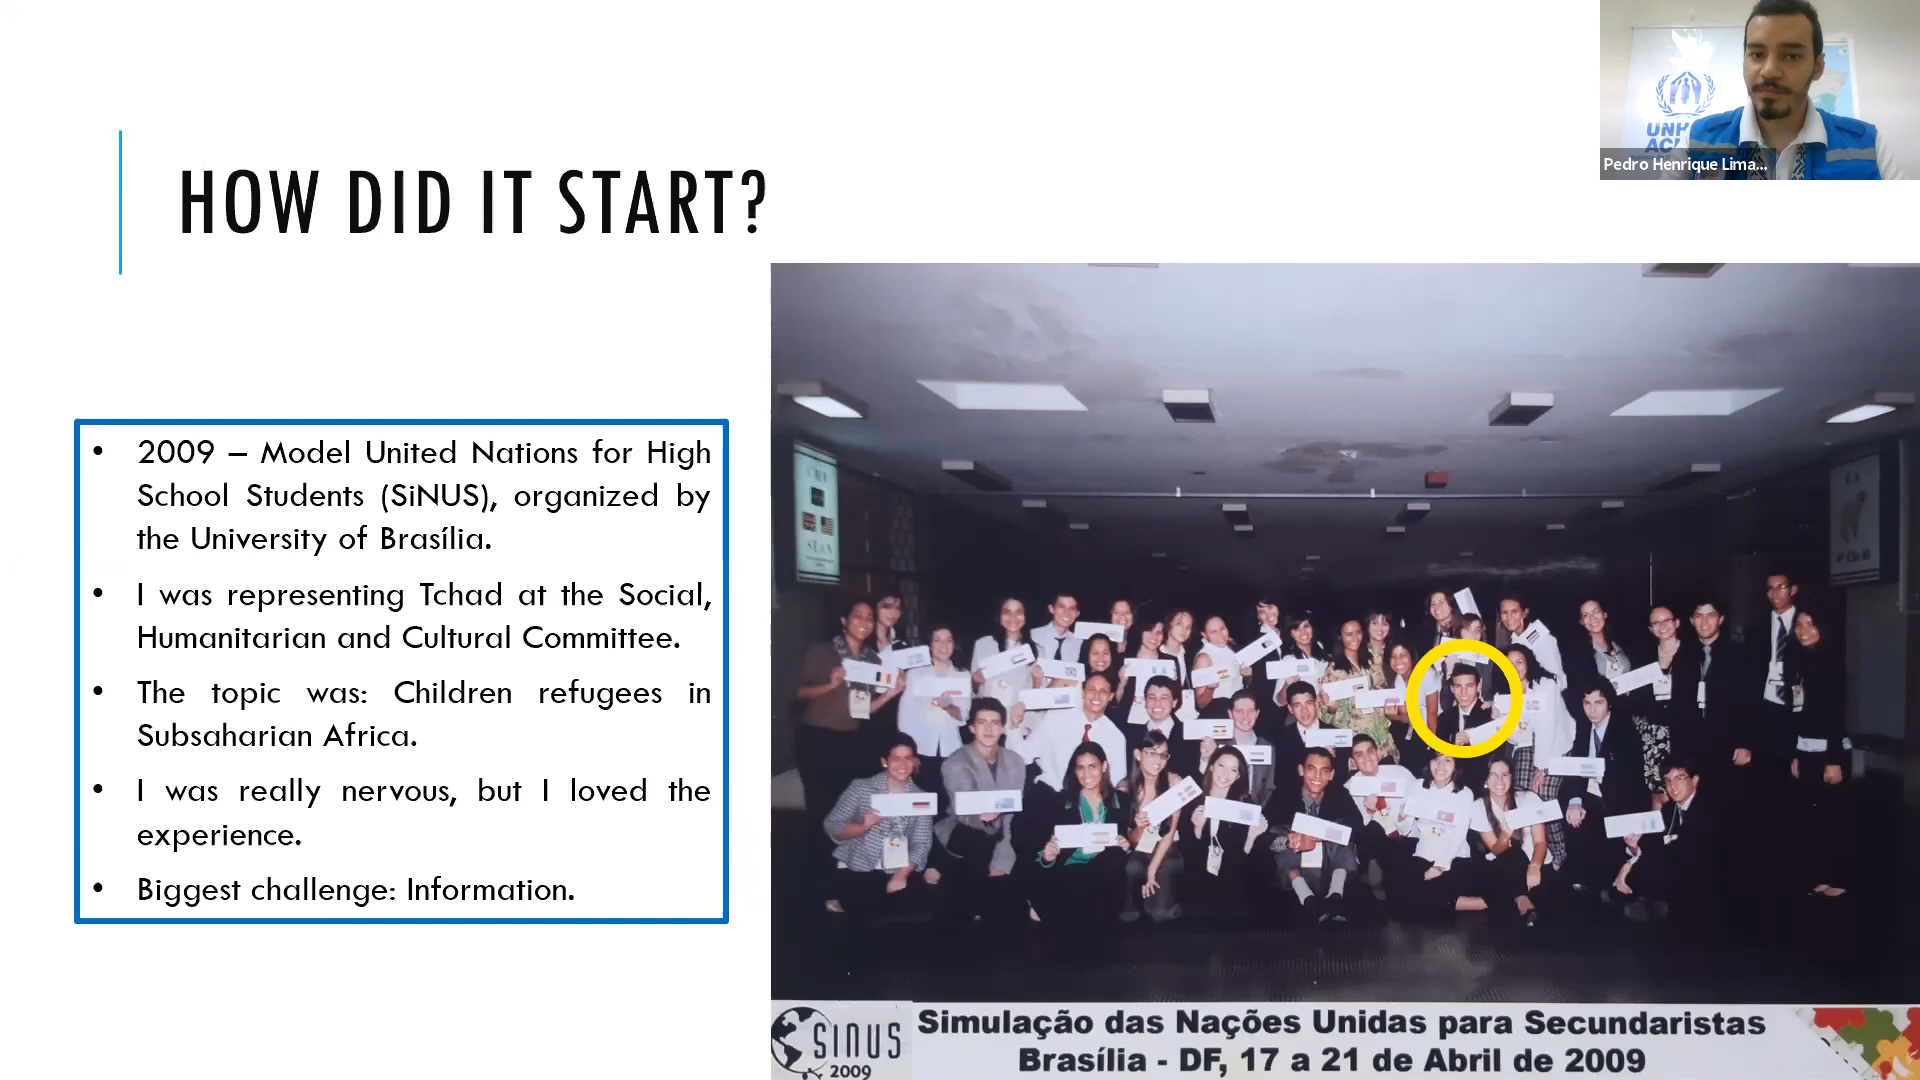 UNH
AC
Pedro Henrique Lima...
HOW DID IT START?
• 2009 – Model United Nations for High
School Students (SiNUS), organized by
the University of Brasília.
• I was representing Tchad at the Social,
Humanitarian and Cultural Committee.
• The topic was: Children refugees in
Subsaharian Africa.
• I was really nervous, but I loved the
experience.
• Biggest challenge: Information.
SINUS
2009
Simulação das Nações Unidas para Secundaristas
Brasília - DF, 17 a 21 de Abril de 2009